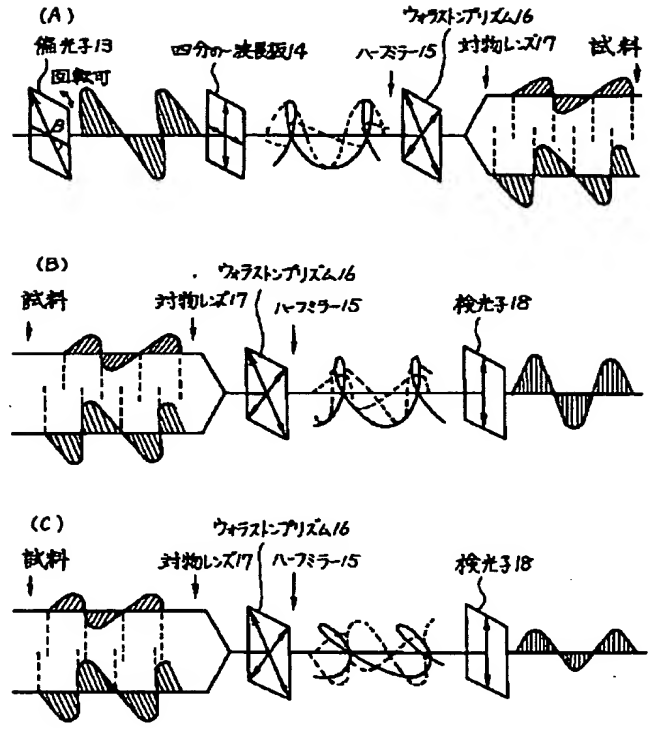 (A)
ウォラストンプリズム16
偏光子13
四分の一波長板14
ハーフミラー15
対物レンズ17
試料
回転可
β
(B)
ウォラストンプリズム16
試料
対物レンズ17
ハーフミラー15
検光子18
(C)
ウォラストンプリズム16
試料
対物レンズ17
ハーフミラー15
検光子18